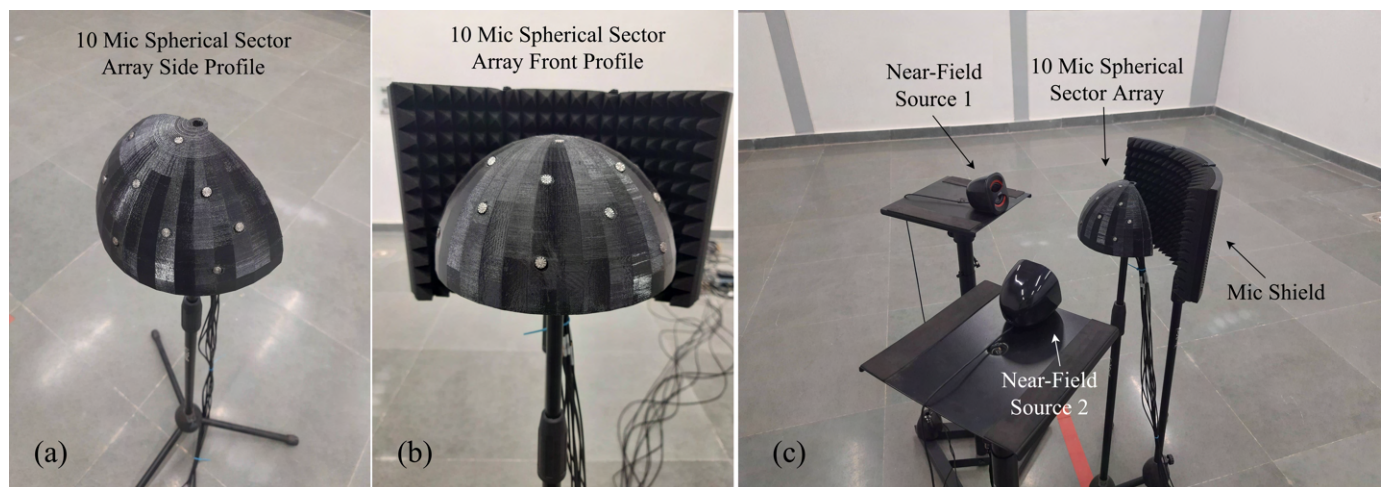 10 Mic Spherical Sector
Array Side Profile
(a)
10 Mic Spherical Sector
Array Front Profile
(b)
Near-Field
Source 1
10 Mic Spherical
Sector Array
Mic Shield
Near-Field
Source 2
(c)